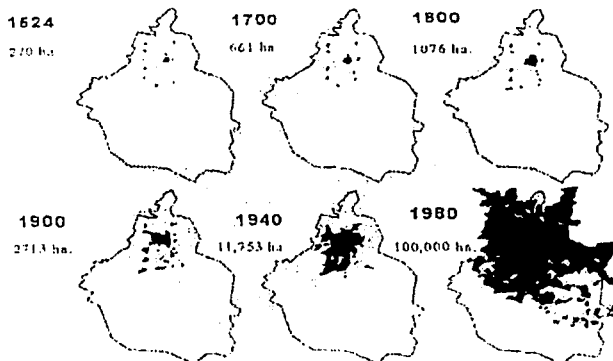 1524
270 ha.
1700
661 ha
1800
1076 ha.
1900
2713 ha.
1940
11,753 ha
1980
100,000 ha.